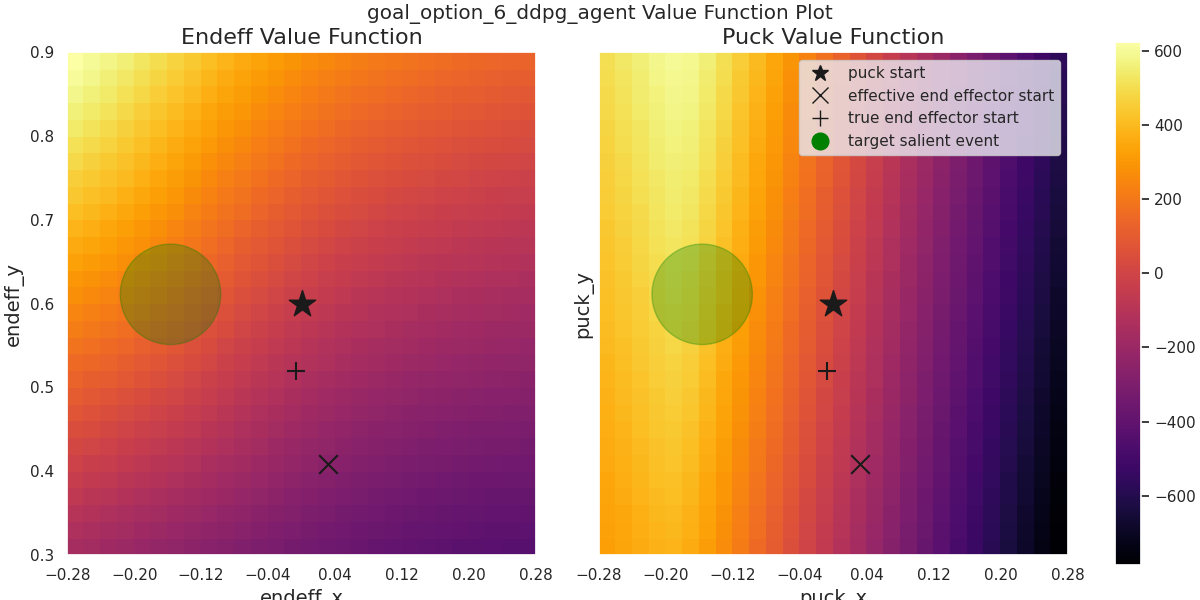 goal_option_6_ddpg_agent Value Function Plot
Endeff Value Function
Puck Value Function
puck start
effective end effector start
true end effector start
target salient event
endeff_y
0.9
0.8
0.7
0.6
0.5
0.4
0.3
−0.28 −0.20 −0.12 −0.04 0.04 0.12 0.20 0.28
endeff_x
puck_y
−0.28 −0.20 −0.12 −0.04 0.04 0.12 0.20 0.28
puck_x
600
400
200
0
−200
−400
−600